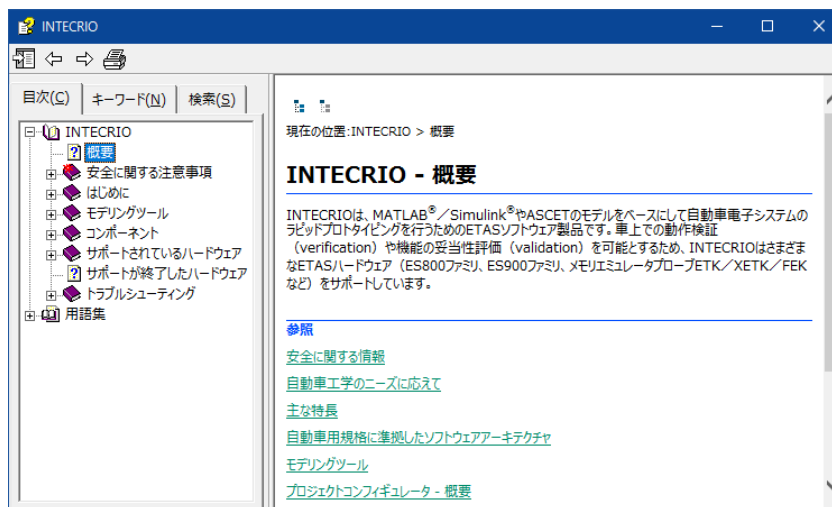 INTECRIO
目次(C) キーワード(N) 検索(S)
INTECRIO
概要
安全に関する注意事項
はじめに
モデリングツール
コンポーネント
サポートされているハードウェア
サポートが終了したハードウェア
トラブルシューティング
用語集
現在の位置:INTECRIO > 概要
INTECRIO - 概要
INTECRIOは、MATLAB®／Simulink®やASCETのモデルをベースにして自動車電子システムの
ラピッドプロトタイピングを行うためのETASソフトウェア製品です。車上での動作検証
（verification）や機能の妥当性評価（validation）を可能とするため、INTECRIOはさまざま
なETASハードウェア（ES800ファミリ、ES900ファミリ、メモリエミュレータプローブETK／XETK／FEK
など）をサポートしています。
参照
安全に関する情報
自動車工学のニーズに応えて
主な特長
自動車用規格に準拠したソフトウェアアーキテクチャ
モデリングツール
プロジェクトコンフィギュレータ - 概要